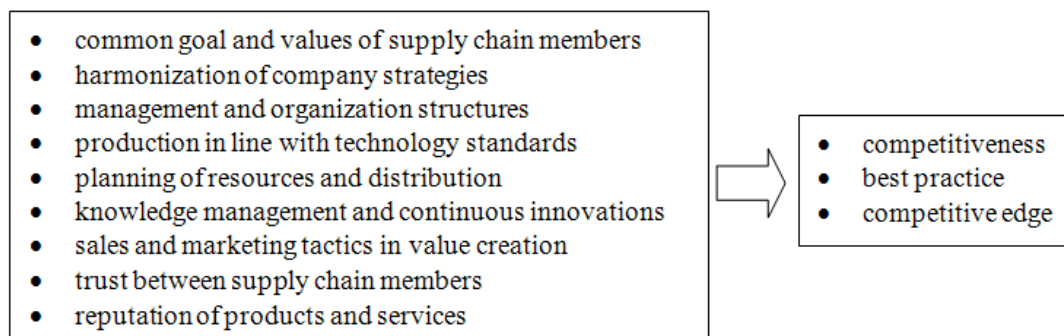 • common goal and values of supply chain members
• harmonization of company strategies
• management and organization structures
• production in line with technology standards
• planning of resources and distribution
• knowledge management and continuous innovations
• sales and marketing tactics in value creation
• trust between supply chain members
• reputation of products and services
• competitiveness
• best practice
• competitive edge